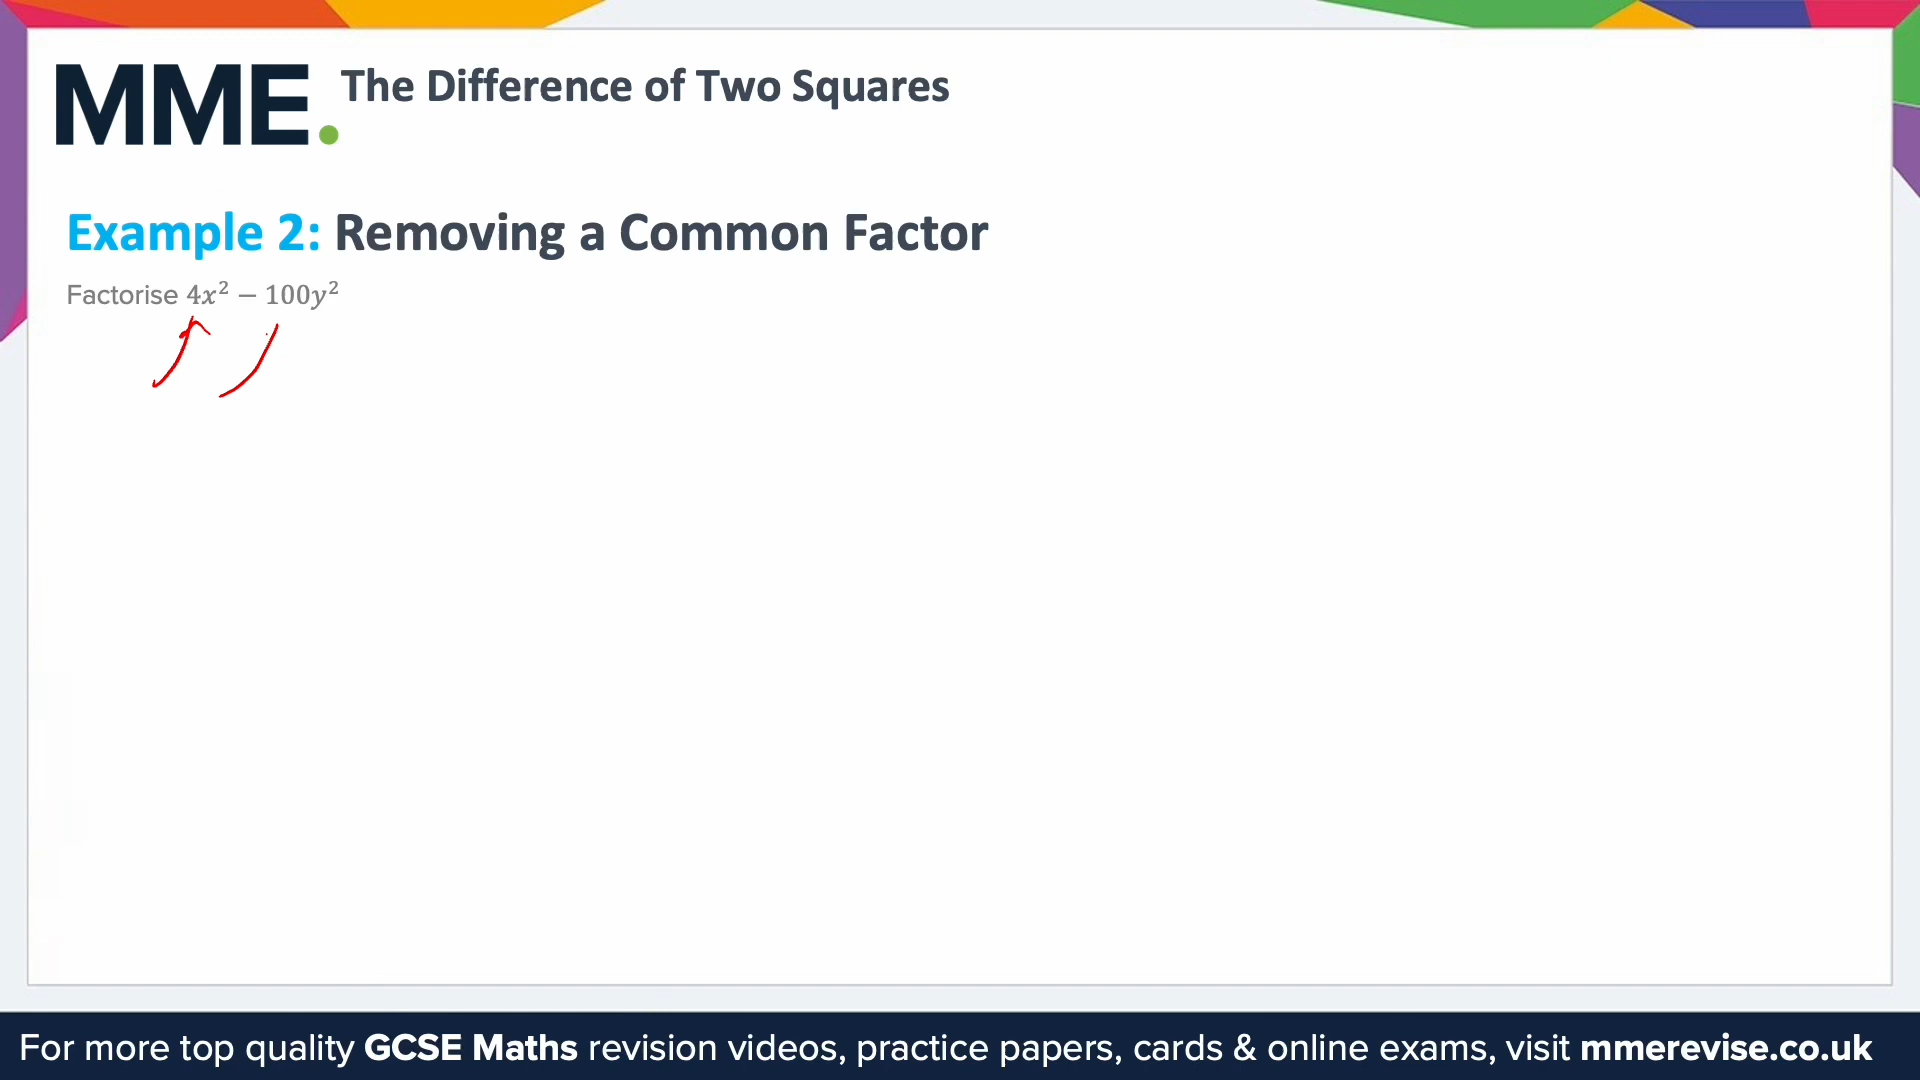 MME. The Difference of Two Squares
Example 2: Removing a Common Factor
Factorise 4x² − 100y²
For more top quality GCSE Maths revision videos, practice papers, cards & online exams, visit mmerevise.co.uk